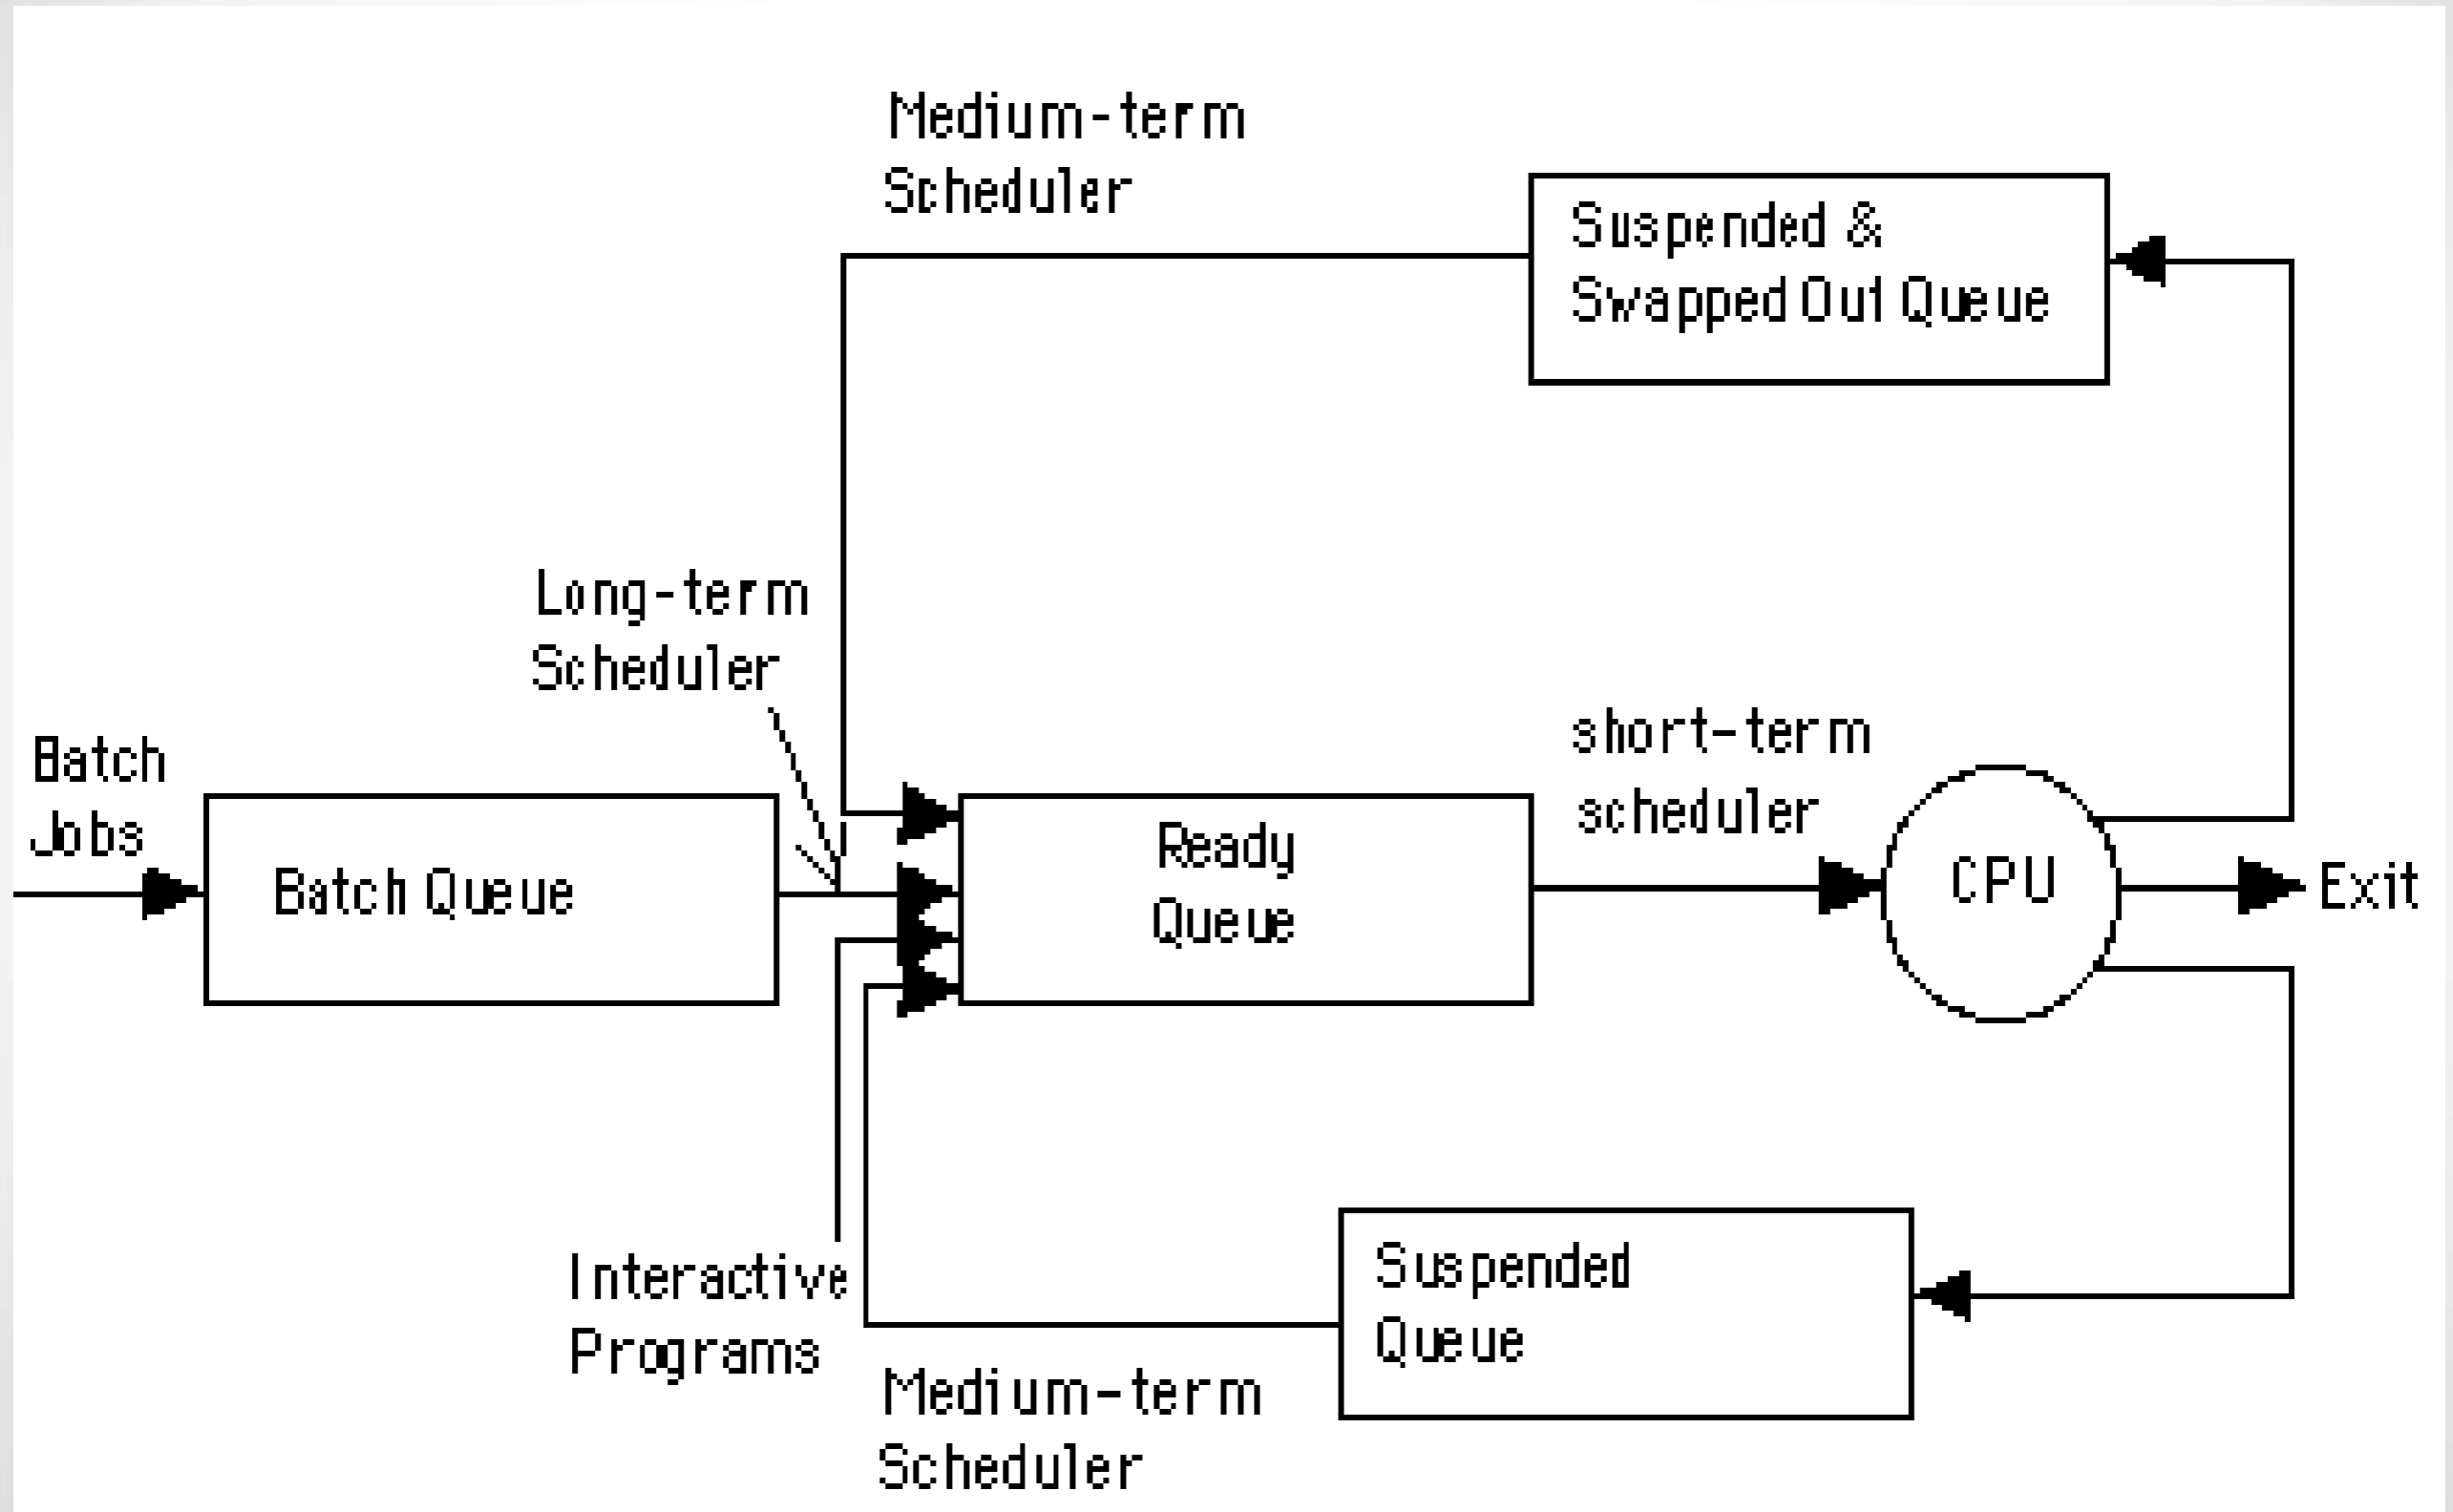 Medium-term
Scheduler
Suspended &
Swapped Out Queue
Long-term
Scheduler
short-term
scheduler
Batch
Jobs
Batch Queue
Ready
Queue
CPU
Exit
Interactive
Programs
Suspended
Queue
Medium-term
Scheduler